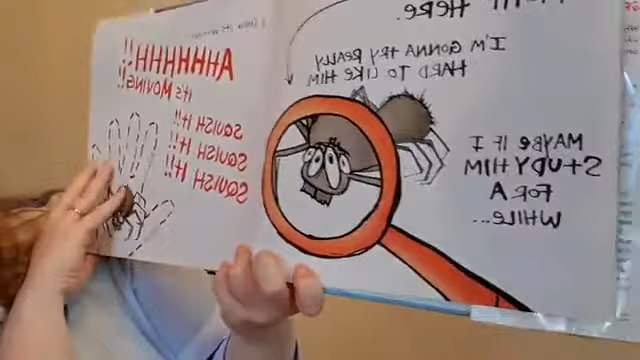 HERE.
I'M GONNA TRY REALLY
HARD TO LIKE HIM
MAYBE IF I
STUDY HIM
FOR A
WHILE...
AHHHHHH!!
IT'S MOVING!!
SQUISH IT!!
SQUISH IT!!
SQUISH IT!!